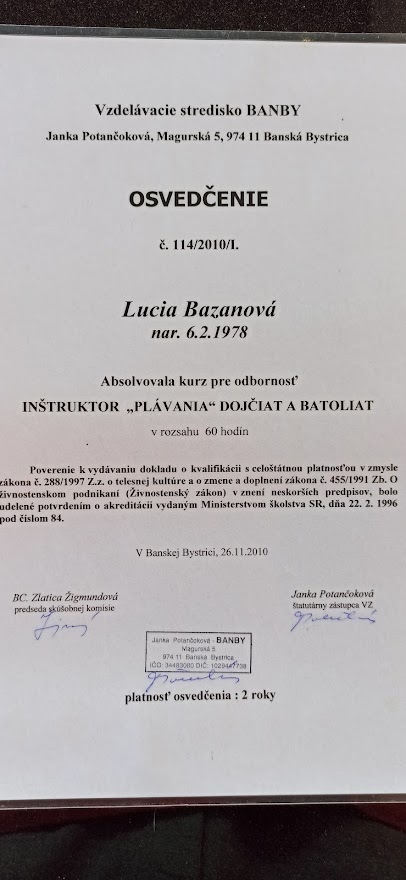 Vzdelávacie stredisko BANBY
Janka Potančoková, Magurská 5, 974 11 Banská Bystrica
OSVEDČENIE
č. 114/2010/I.
Lucia Bazanová
nar. 6.2.1978
Absolvovala kurz pre odbornosť
INŠTRUKTOR „PLÁVANIA“ DOJČIAT A BATOLIAT
v rozsahu 60 hodín
Poverenie k vydávaniu dokladu o kvalifikácii s celoštátnou platnosťou v zmysle
zákona č. 288/1997 Z.z. o telesnej kultúre a o zmene a doplnení zákona č. 455/1991 Zb. O
živnostenskom podnikaní (Živnostenský zákon) v znení neskorších predpisov, bolo
udelené potvrdením o akreditácii vydaným Ministerstvom školstva SR, dňa 22. 2. 1996
pod číslom 84.
V Banskej Bystrici, 26.11.2010
BC. Zlatica Žigmundová
predseda skúšobnej komisie
Janka Potančoková
štatutárny zástupca VZ
Janka Potančoková - BANBY
Magurská 5
974 11 Banská Bystrica
IČO: 34483080 DIČ:
platnosť osvedčenia : 2 roky